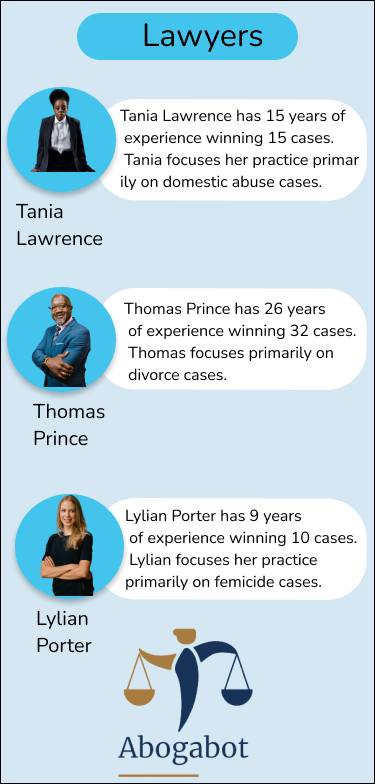 Lawyers
Tania Lawrence has 15 years of
experience winning 15 cases.
Tania focuses her practice primar
ily on domestic abuse cases.
Tania
Lawrence
Thomas Prince has 26 years
of experience winning 32 cases.
Thomas focuses primarily on
divorce cases.
Thomas
Prince
Lylian Porter has 9 years
of experience winning 10 cases.
Lylian focuses her practice
primarily on femicide cases.
Lylian
Porter
Abogabot